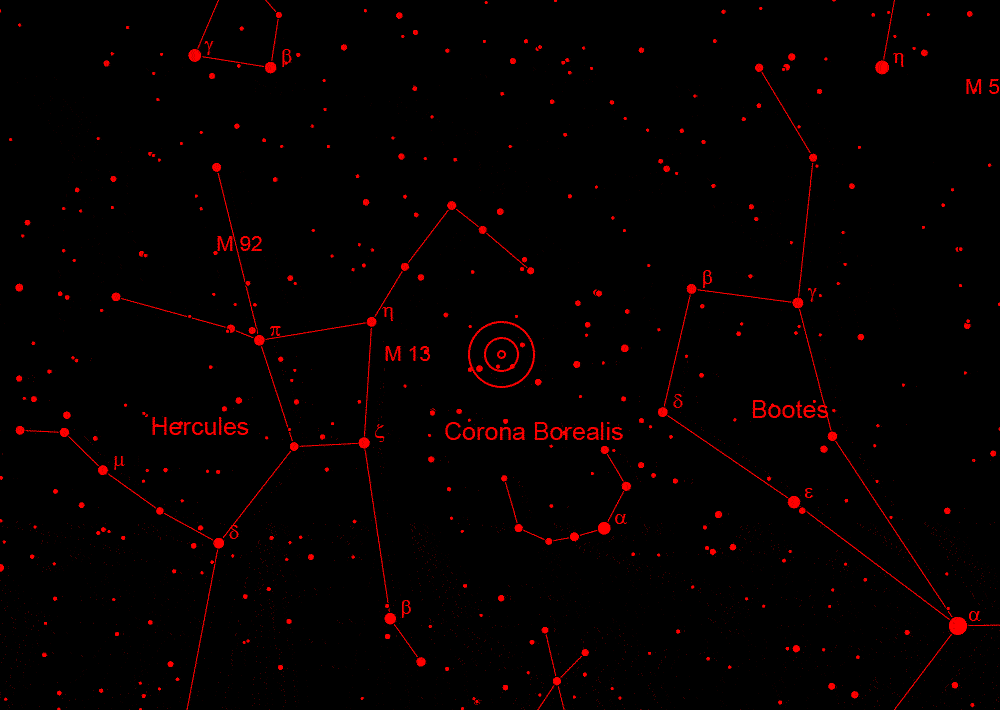 γ
β
η
M 5
M 92
β
γ
η
π
M 13
δ
Bootes
Hercules
ζ
Corona Borealis
μ
ε
α
δ
β
α